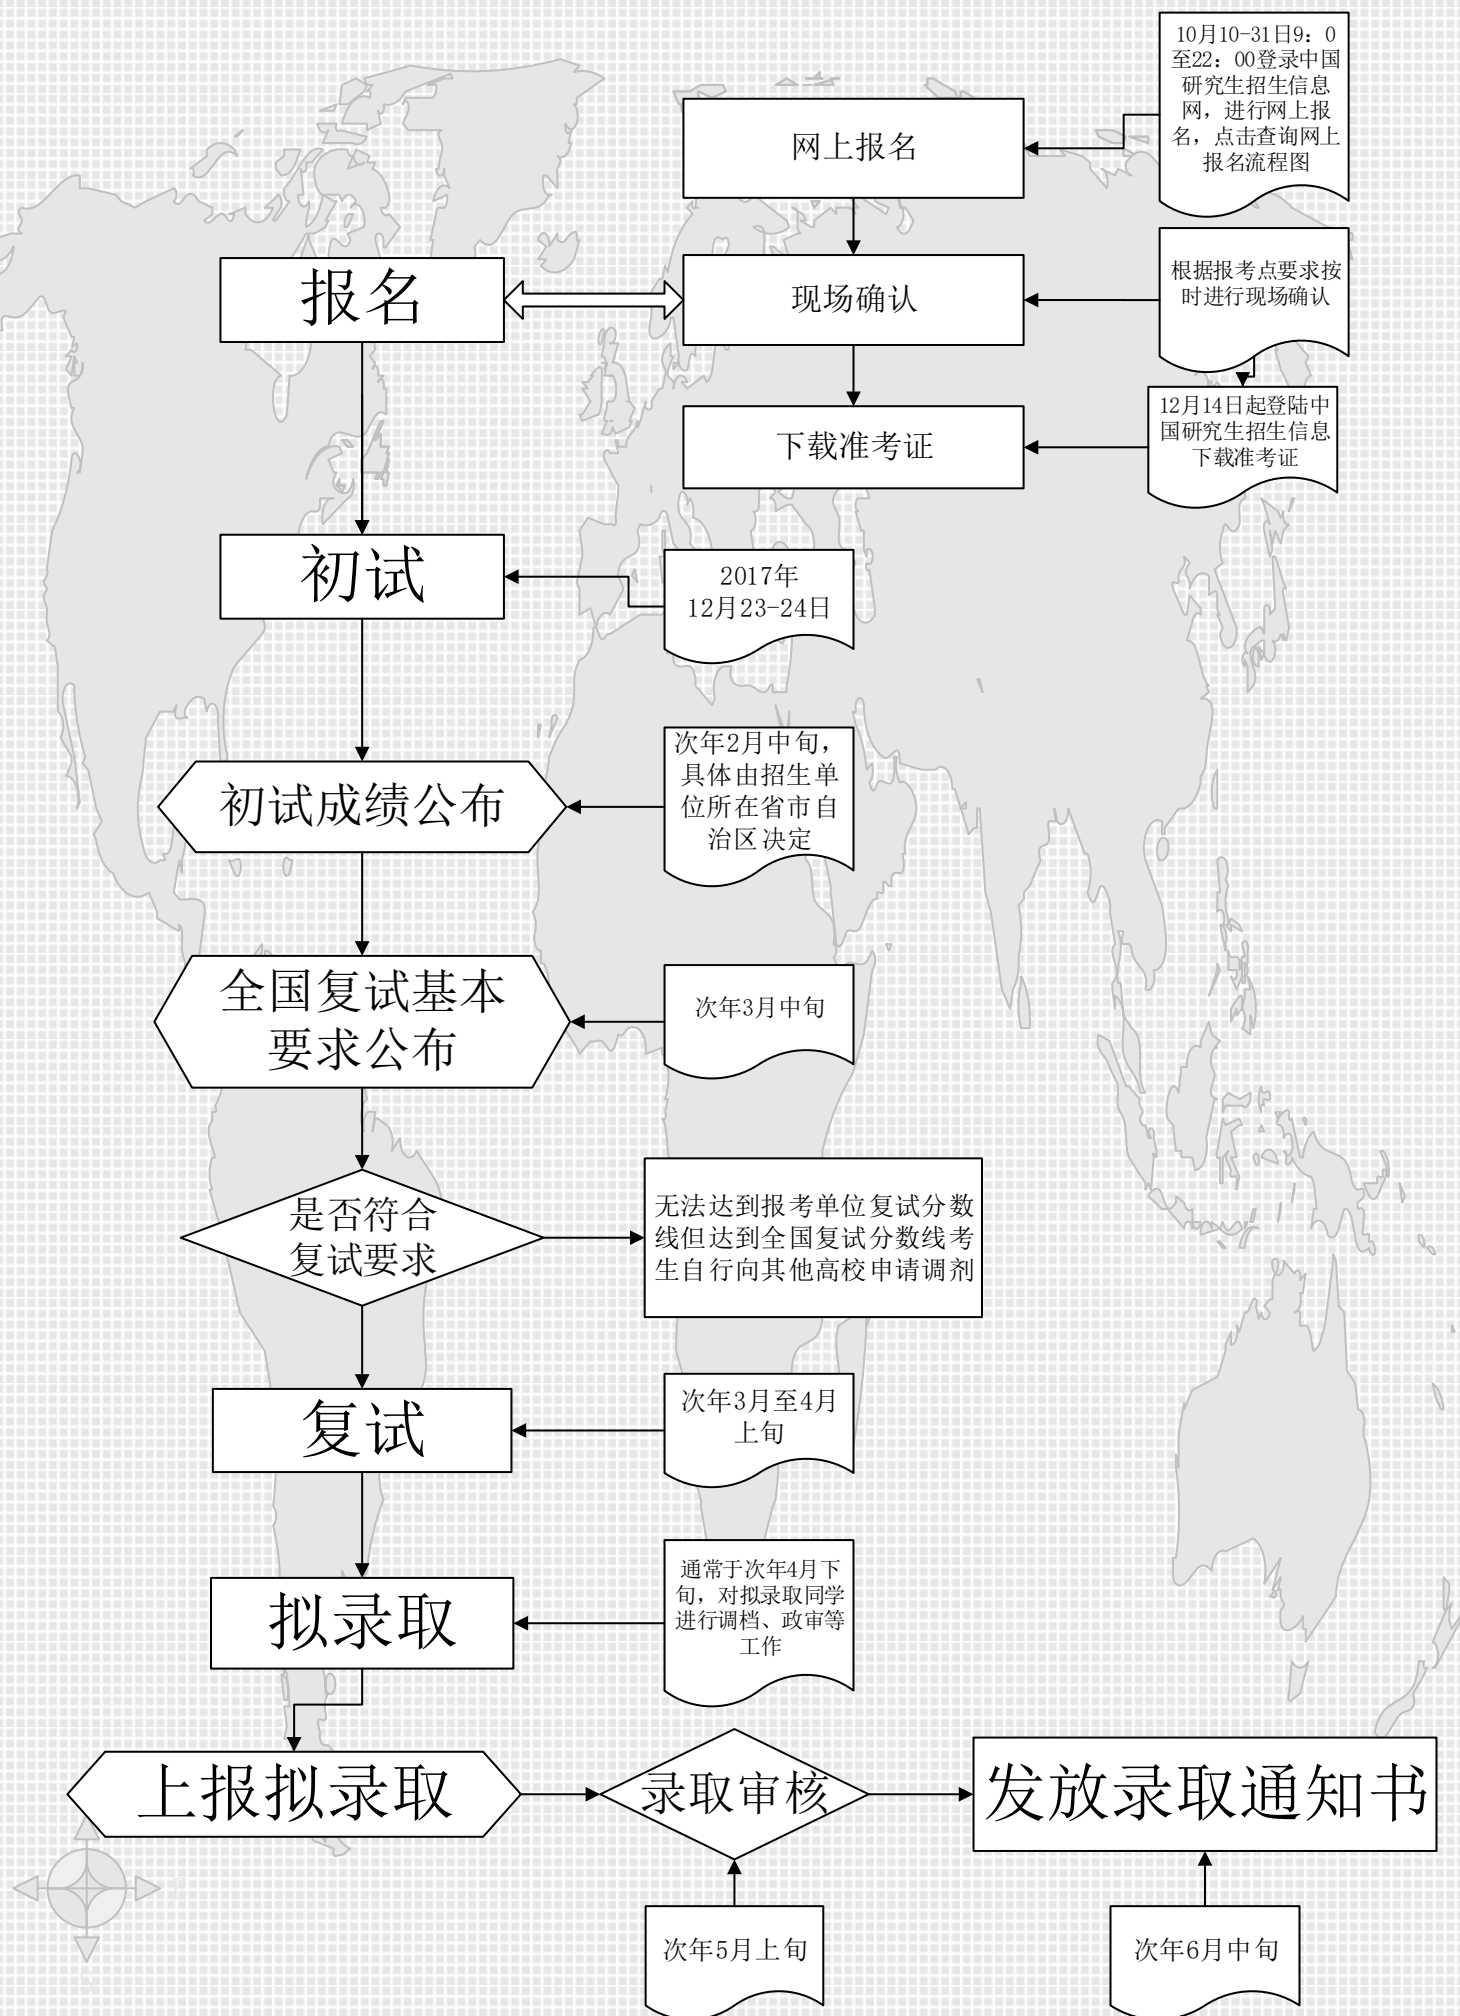 10月10-31日9：0
至22：00登录中国
研究生招生信息
网，进行网上报
名，点击查询网上
报名流程图
网上报名
根据报考点要求按
时进行现场确认
报名
现场确认
12月14日起登陆中
国研究生招生信息
下载准考证
下载准考证
初试
2017年
12月23-24日
次年2月中旬，
具体由招生单
位所在省市自
治区决定
初试成绩公布
全国复试基本
要求公布
次年3月中旬
是否符合
复试要求
无法达到报考单位复试分数
线但达到全国复试分数线考
生自行向其他高校申请调剂
复试
次年3月至4月
上旬
拟录取
通常于次年4月下
旬，对拟录取同学
进行调档、政审等
工作
上报拟录取
录取审核
发放录取通知书
次年5月上旬
次年6月中旬